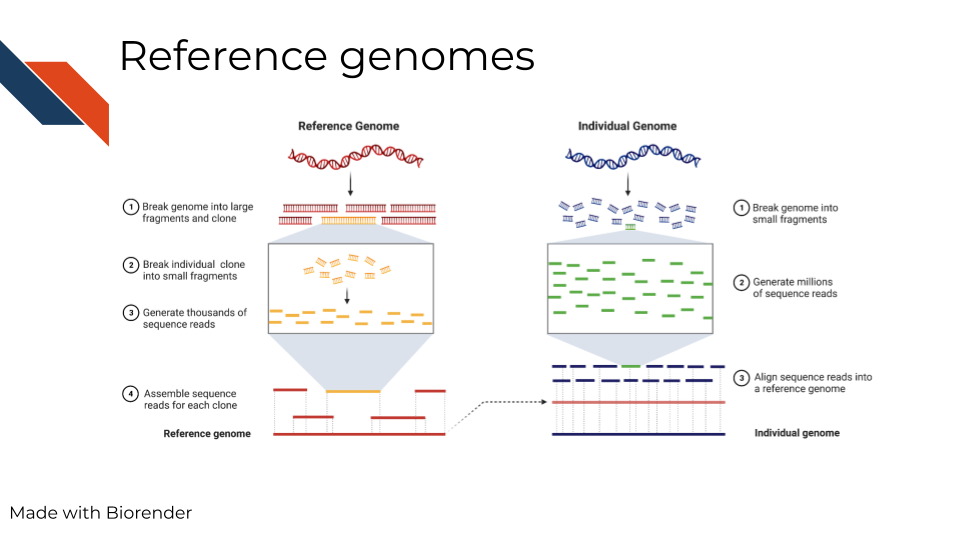 Reference genomes
Reference Genome
1 Break genome into large
fragments and clone
2 Break individual clone
into small fragments
3 Generate thousands of
sequence reads
4 Assemble sequence
reads for each clone
Reference genome
Individual Genome
1 Break genome into
small fragments
2 Generate millions
of sequence reads
3 Align sequence reads into
a reference genome
Individual genome
Made with Biorender